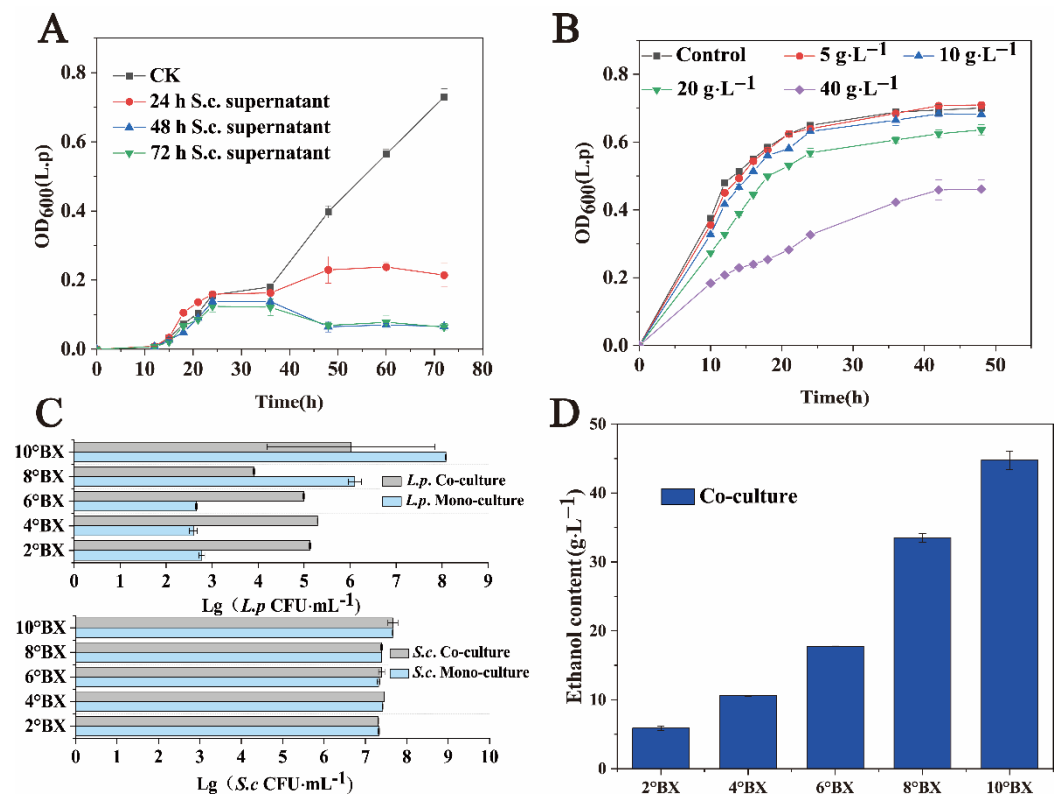 A
CK
24 h S.c. supernatant
48 h S.c. supernatant
72 h S.c. supernatant
OD600(L.p)
0.8
0.6
0.4
0.2
0.0
0 10 20 30 40 50 60 70 80
Time(h)
B
Control 5 g·L−1 10 g·L−1
20 g·L−1 40 g·L−1
OD600(L.p)
0.8
0.6
0.4
0.2
0.0
0 10 20 30 40 50
Time(h)
C
10°BX
8°BX
6°BX
4°BX
2°BX
L.p. Co-culture
L.p. Mono-culture
0 1 2 3 4 5 6 7 8 9
Lg（L.p CFU·mL-1）
10°BX
8°BX
6°BX
4°BX
2°BX
S.c. Co-culture
S.c. Mono-culture
0 1 2 3 4 5 6 7 8 9 10
Lg（S.c CFU·mL-1）
D
Co-culture
Ethanol content (g·L−1)
50
40
30
20
10
0
2°BX 4°BX 6°BX 8°BX 10°BX